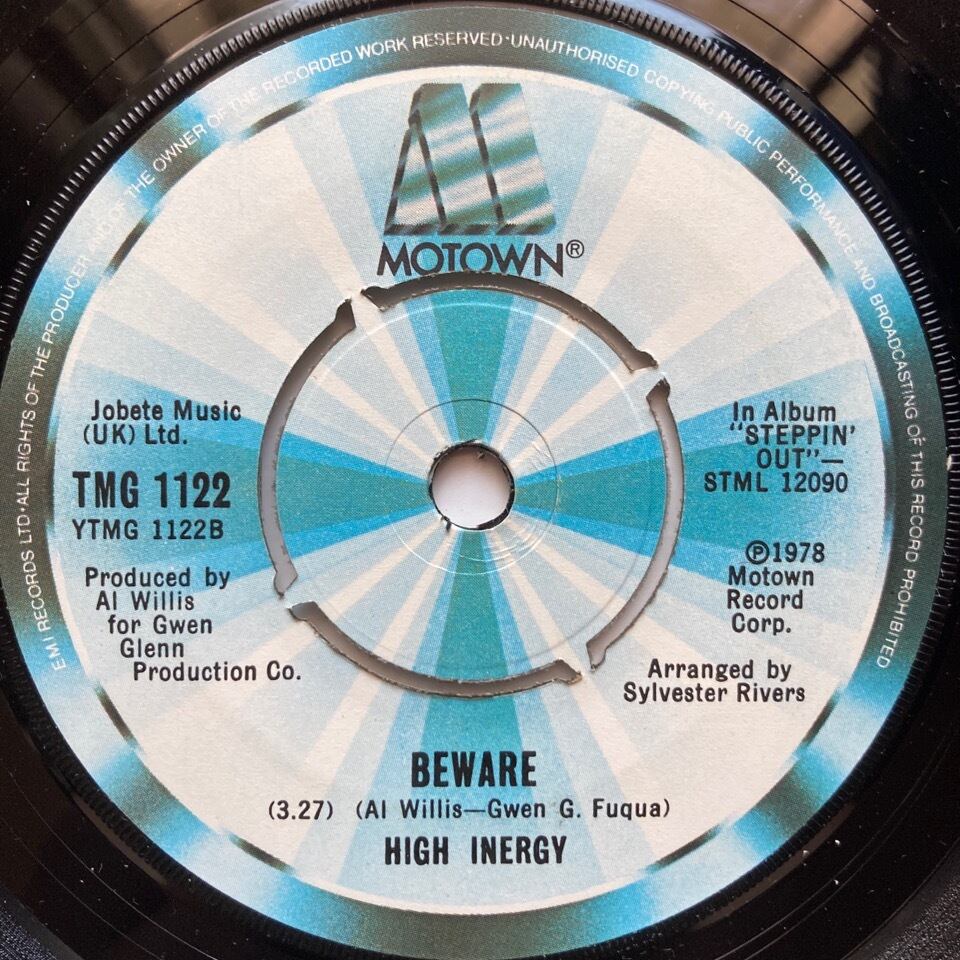 EMI RECORDS LTD·ALL RIGHTS OF THE PRODUCER AND OF THE OWNER OF THE RECORDED WORK RESERVED·UNAUTHORISED COPYING PUBLIC PERFORMANCE AND BROADCASTING OF THIS RECORD PROHIBITED
MOTOWN®
Jobete Music
(UK) Ltd.
TMG 1122
YTMG 1122B
Produced by
Al Willis
for Gwen
Glenn
Production Co.
In Album
"STEPPIN'
OUT"—
STML 12090
℗1978
Motown
Record
Corp.
Arranged by
Sylvester Rivers
BEWARE
(3.27) (Al Willis—Gwen G. Fuqua)
HIGH INERGY